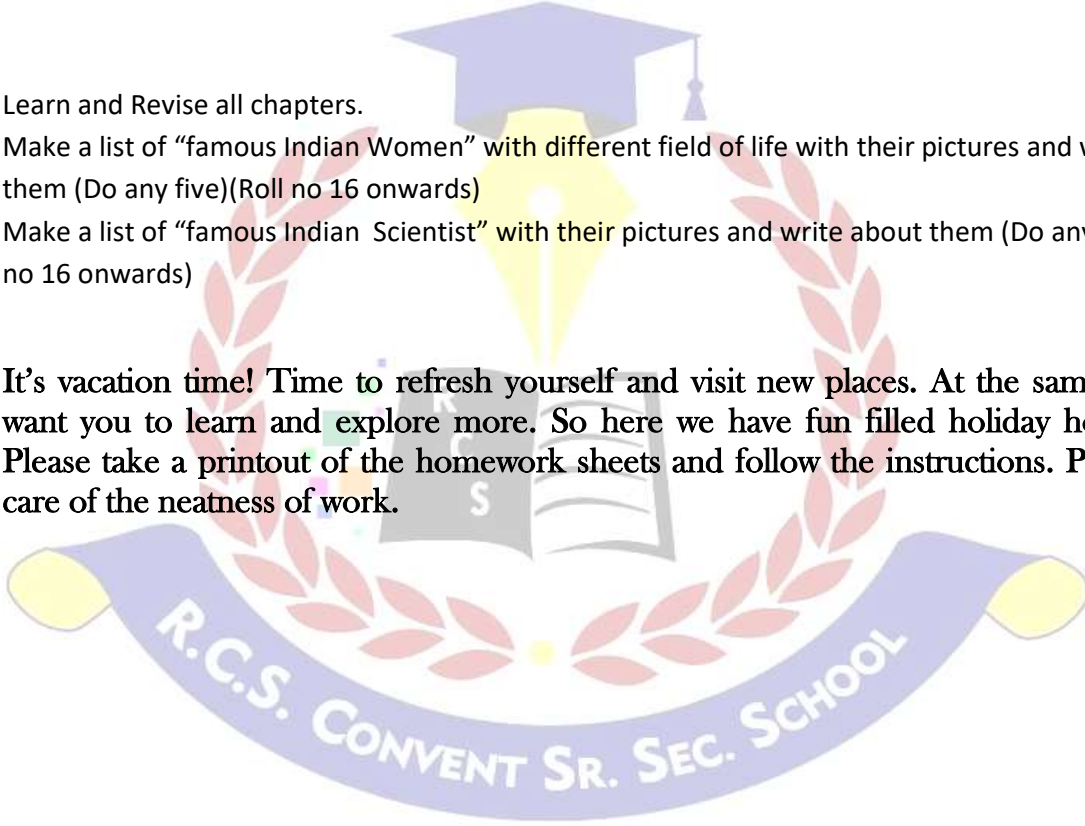 Learn and Revise all chapters.
Make a list of “famous Indian Women” with different field of life with their pictures and
them (Do any five)(Roll no 16 onwards)
Make a list of “famous Indian Scientist” with their pictures and write about them (Do any
no 16 onwards)
It’s vacation time! Time to refresh yourself and visit new places. At the
want you to learn and explore more. So here we have fun filled holiday
Please take a printout of the homework sheets and follow the instructions.
care of the neatness of work.
R
C
S
R.C.S. CONVENT SR. SEC. SCHOOL